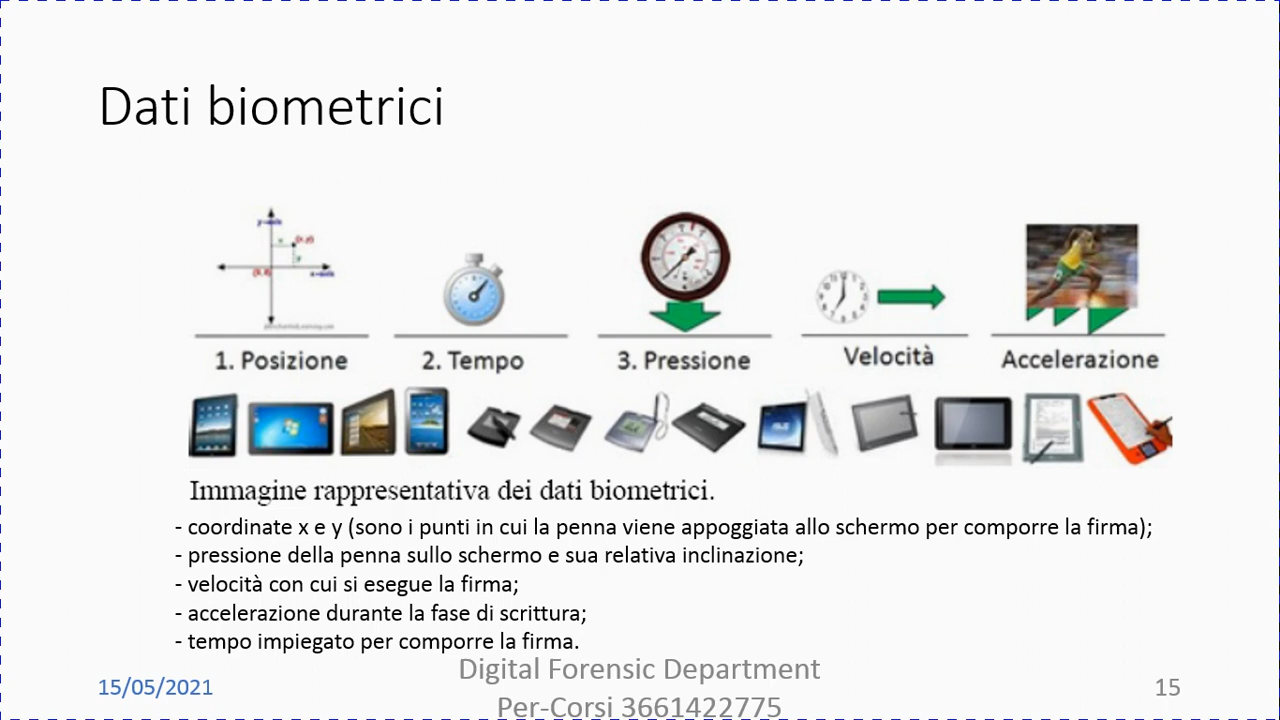 Dati biometrici
1. Posizione
2. Tempo
3. Pressione
Velocità
Accelerazione
Immagine rappresentativa dei dati biometrici.
- coordinate x e y (sono i punti in cui la penna viene appoggiata allo schermo per comporre la firma);
- pressione della penna sullo schermo e sua relativa inclinazione;
- velocità con cui si esegue la firma;
- accelerazione durante la fase di scrittura;
- tempo impiegato per comporre la firma.
15/05/2021
Digital Forensic Department
Per-Corsi 3661422775
15